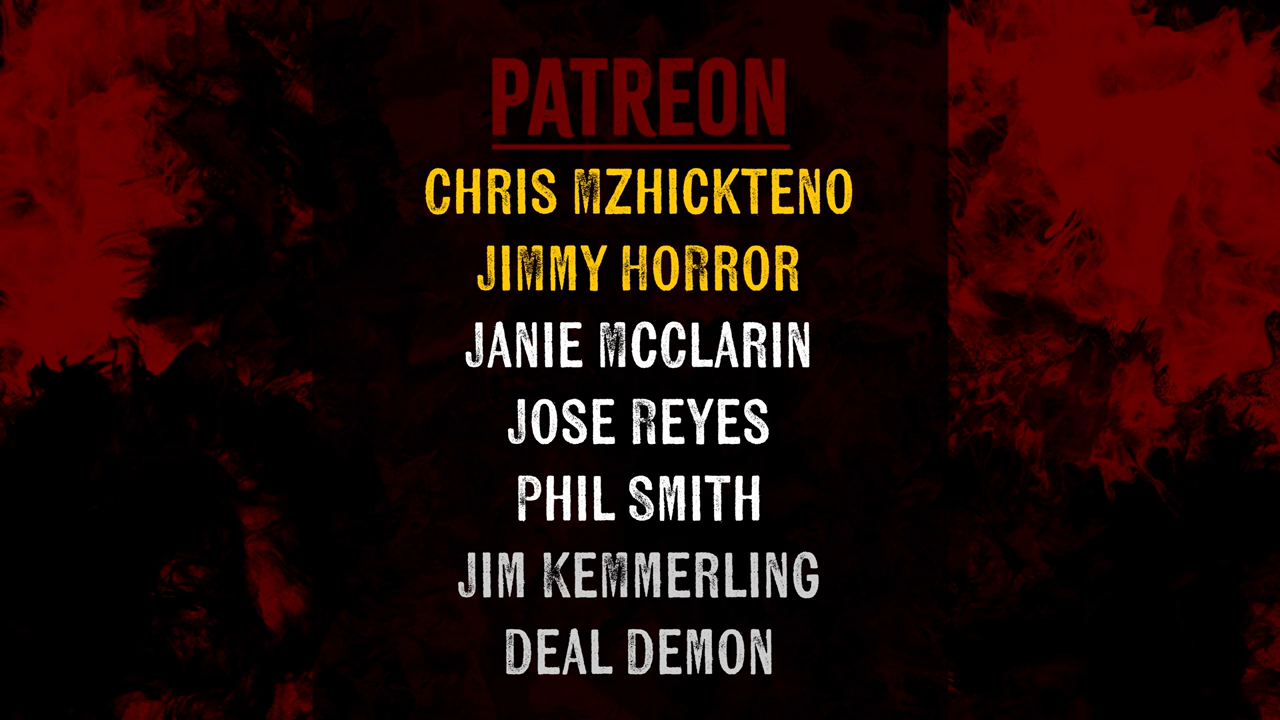 PATREON
CHRIS MZHICKTENO
JIMMY HORROR
JANIE MCCLARIN
JOSE REYES
PHIL SMITH
JIM KEMMERLING
DEAL DEMON